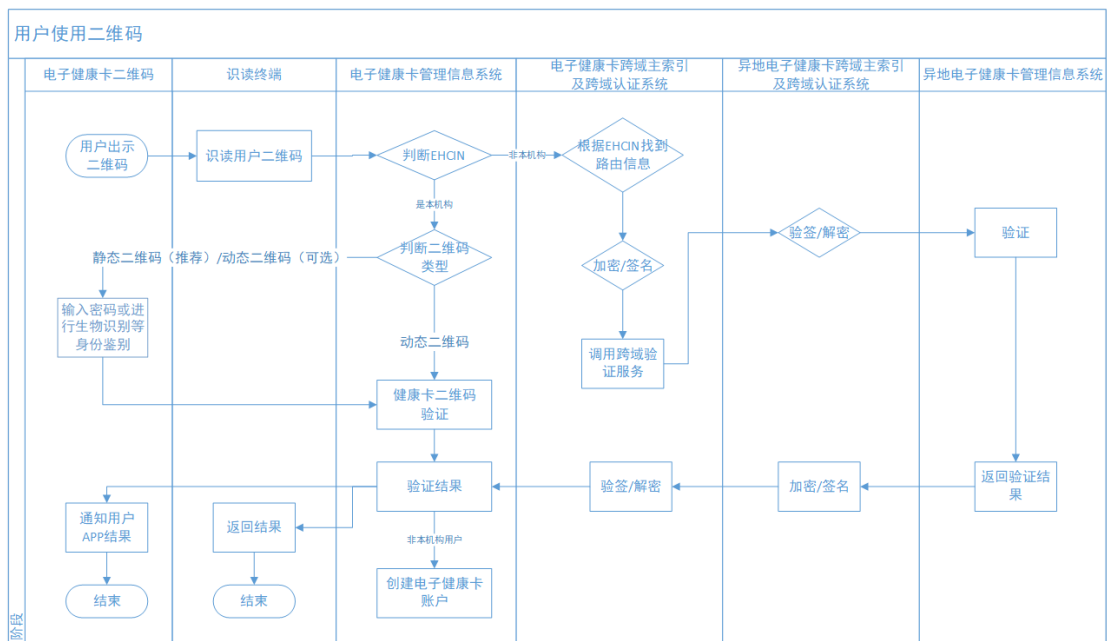 用户使用二维码
电子健康卡二维码
识读终端
电子健康卡管理信息系统
电子健康卡跨域主索引
及跨域认证系统
异地电子健康卡跨域主索引
及跨域认证系统
异地电子健康卡管理信息系统
用户出示
二维码
识读用户二维码
判断EHCIN
非本机构
根据EHCIN找到
路由信息
是本机构
静态二维码（推荐）/动态二维码（可选）
判断二维码
类型
加密/签名
验签/解密
验证
输入密码或进
行生物识别等
身份鉴别
动态二维码
调用跨域验
证服务
健康卡二维码
验证
验证结果
验签/解密
加密/签名
返回验证结
果
通知用户
APP结果
返回结果
非本机构用户
结束
结束
创建电子健康卡
账户
阶段